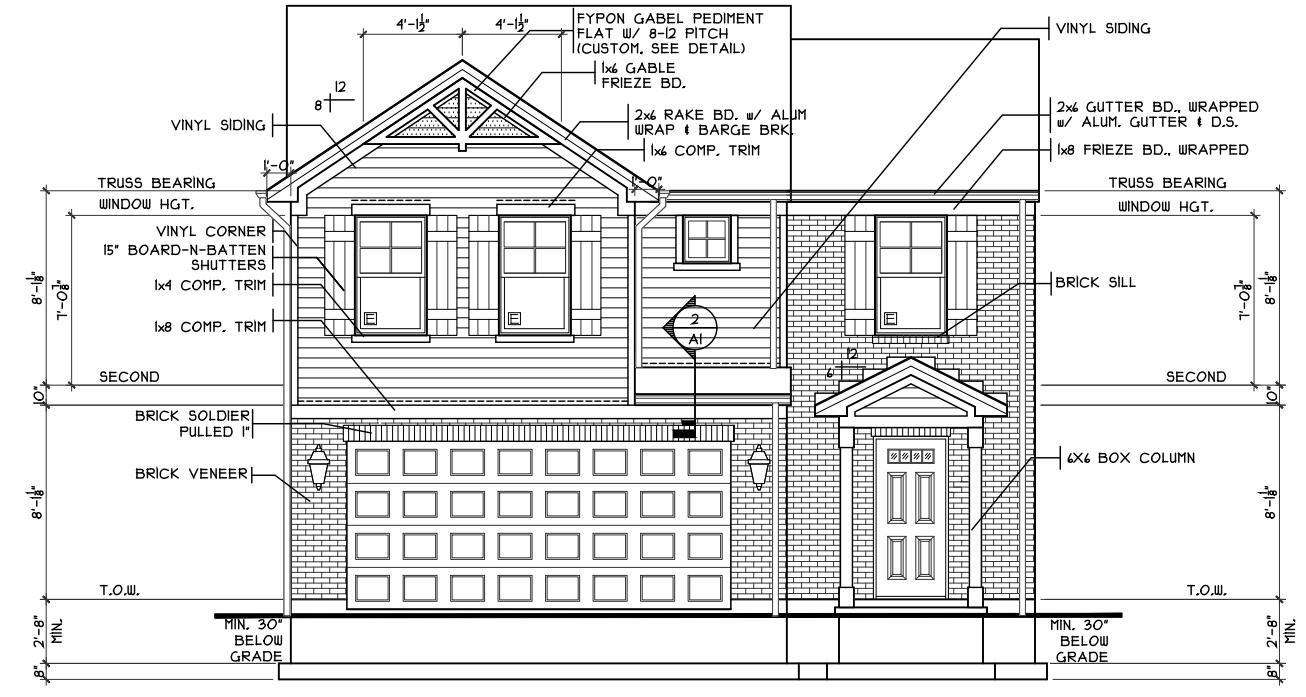 4'-1½"
4'-1½"
FYPON GABEL PEDIMENT
FLAT W/ 8-12 PITCH
(CUSTOM. SEE DETAIL)
1x6 GABLE
FRIEZE BD.
2x6 RAKE BD. w/ ALUM
WRAP & BARGE BRK.
1x6 COMP. TRIM
VINYL SIDING
2x6 GUTTER BD., WRAPPED
w/ ALUM. GUTTER & D.S.
1x8 FRIEZE BD., WRAPPED
12
8
VINYL SIDING
1'-0"
1'-0"
TRUSS BEARING
WINDOW HGT.
VINYL CORNER
15" BOARD-N-BATTEN
SHUTTERS
1x4 COMP. TRIM
1x8 COMP. TRIM
SECOND
BRICK SOLDIER
PULLED 1"
BRICK VENEER
T.O.W.
MIN. 30"
BELOW
GRADE
8'-1⅛"
7'-0⅞"
10"
8'-1⅛"
2'-8"
MIN.
8"
E
E
2
A1
E
12
6
TRUSS BEARING
WINDOW HGT.
BRICK SILL
SECOND
6X6 BOX COLUMN
T.O.W.
MIN. 30"
BELOW
GRADE
7'-0⅞"
8'-1⅛"
10"
8'-1⅛"
2'-8"
MIN.
8"